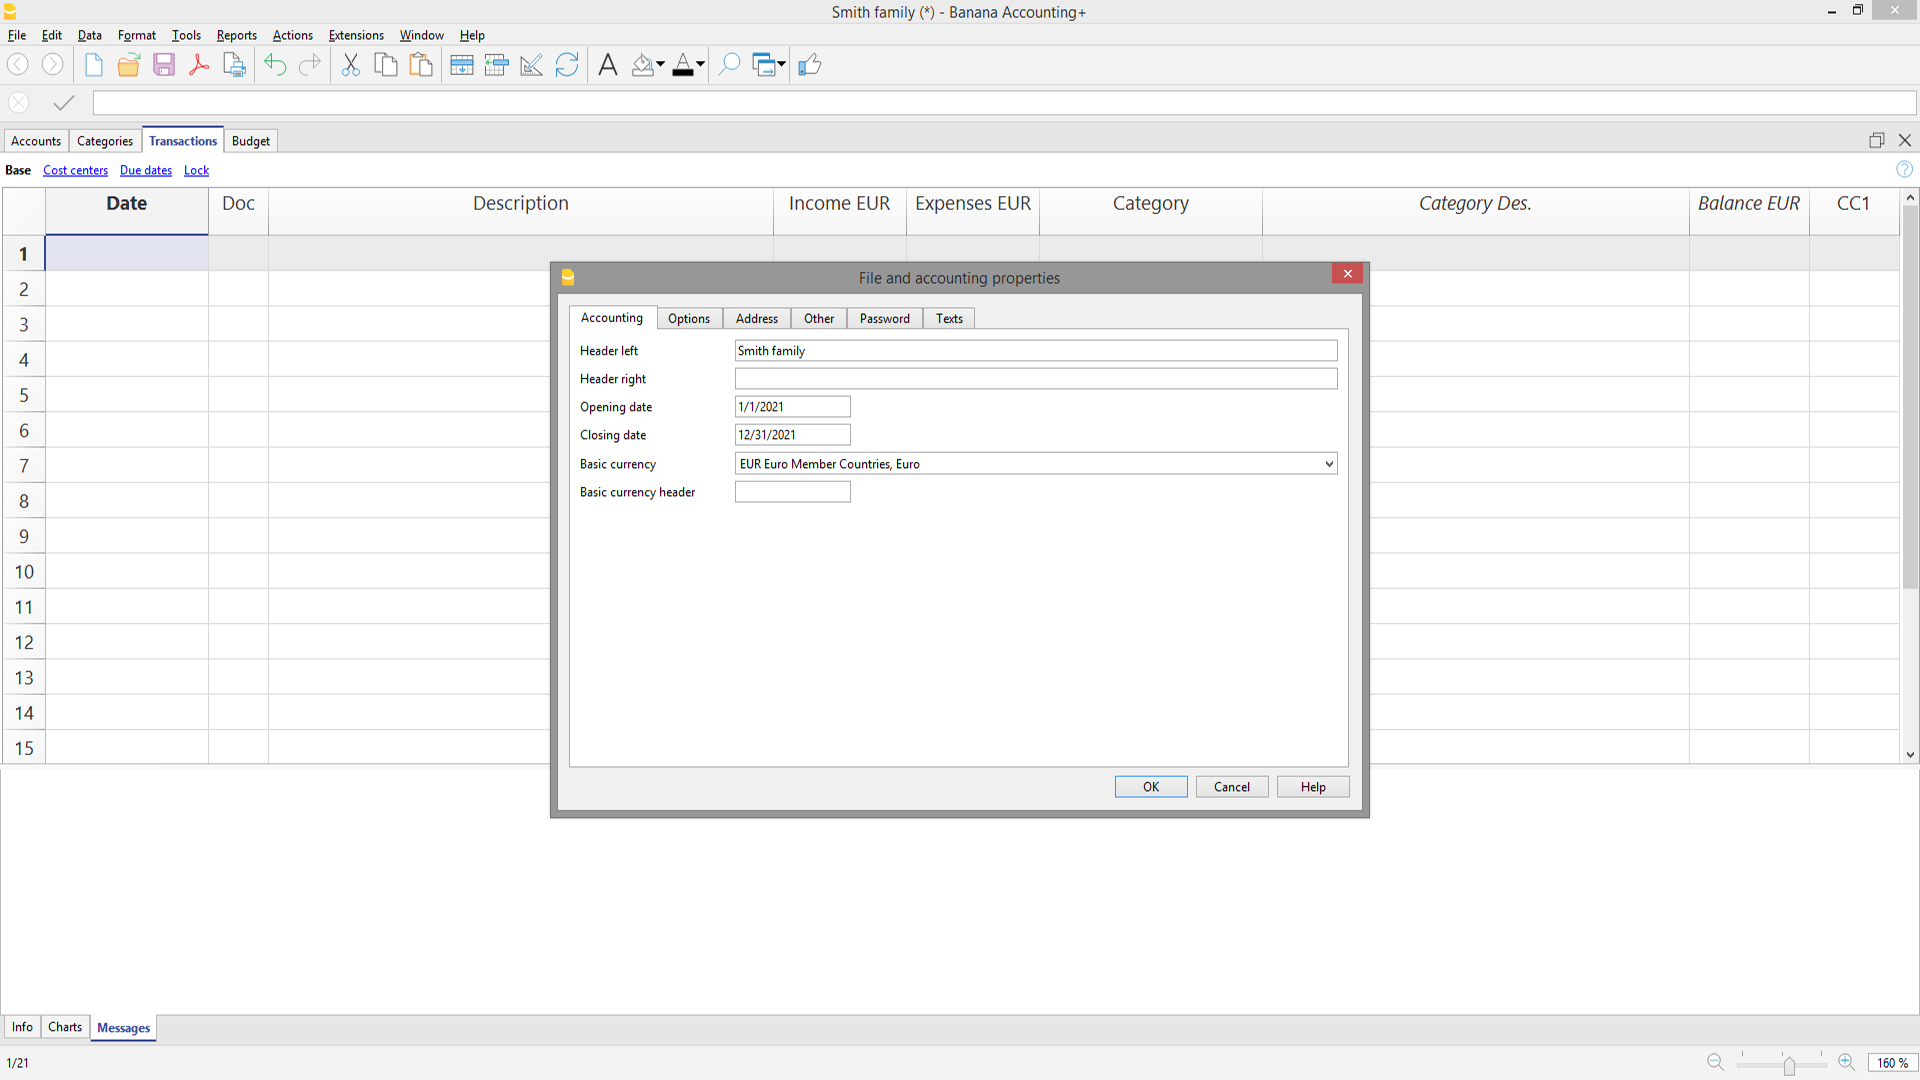 Smith family (*) - Banana Accounting+
File Edit Data Format Tools Reports Actions Extensions Window Help
Accounts Categories Transactions Budget
Base Cost centers Due dates Lock
Date Doc Description Income EUR Expenses EUR Category Category Des. Balance EUR CC1
1
File and accounting properties
2
Accounting Options Address Other Password Texts
3
Header left Smith family
4
Header right
5
Opening date 1/1/2021
6
Closing date 12/31/2021
7
Basic currency EUR Euro Member Countries, Euro
Basic currency header
8
9
10
11
12
13
14
15
OK Cancel Help
Info Charts Messages
1/21
160 %